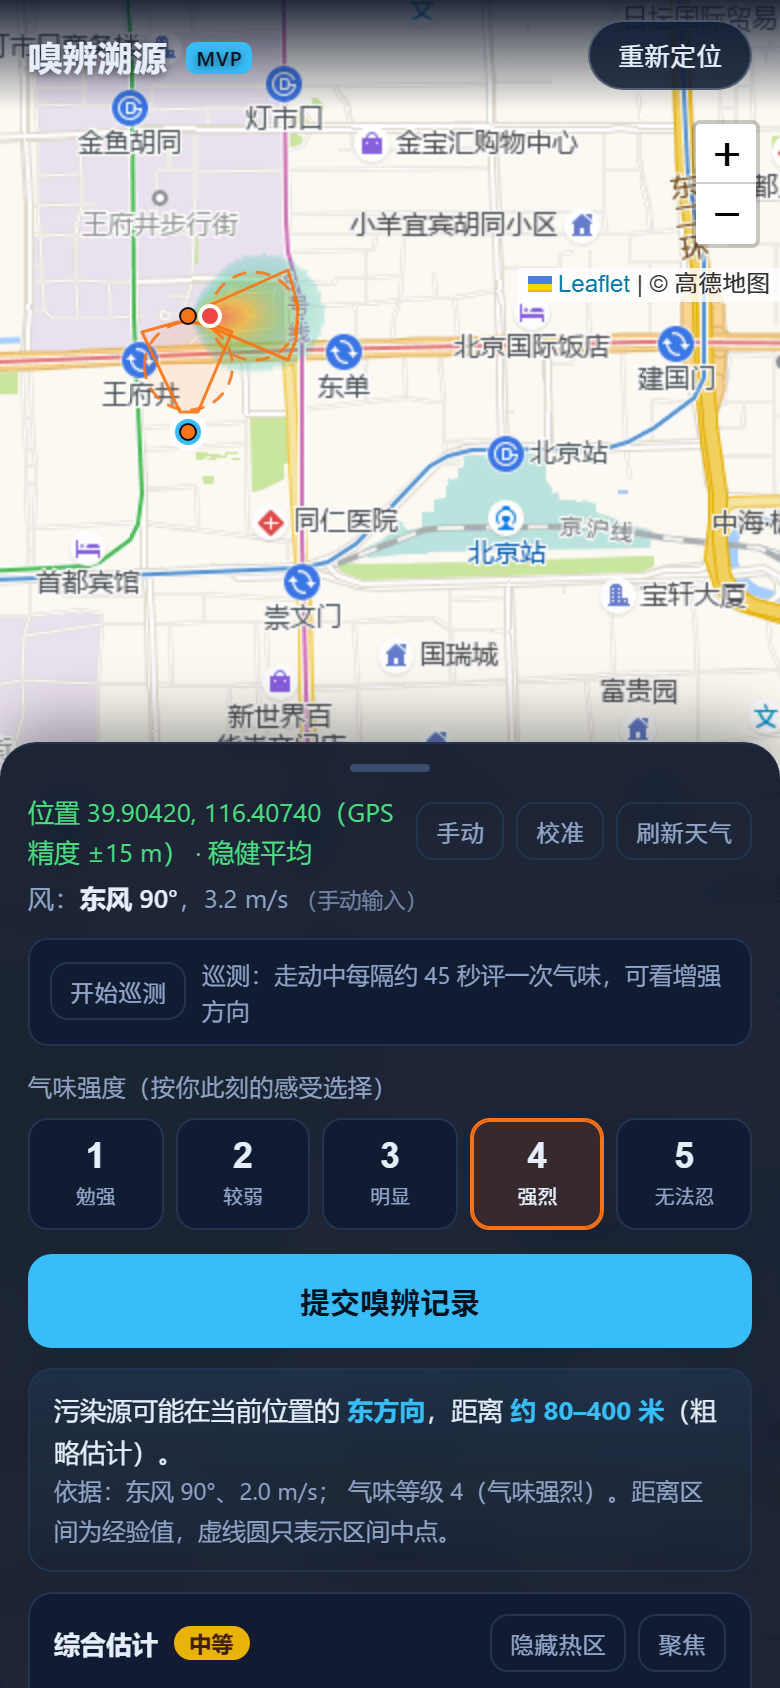 嗅辨溯源 MVP
重新定位
日坛国际贸易
灯市口
金鱼胡同
金宝汇购物中心
+
王府井步行街
小羊宜宾胡同小区
东二环
−
号线
Leaflet | © 高德地图
北京国际饭店
王府井
东单
建国门
北京站
同仁医院
京沪线
北京站
首都宾馆
崇文门
宝轩大厦
国瑞城
富贵园
新世界百
文
位置 39.90420, 116.40740（GPS
精度 ±15 m） · 稳健平均
手动
校准
刷新天气
风：东风 90°，3.2 m/s （手动输入）
开始巡测
巡测：走动中每隔约 45 秒评一次气味，可看增强
方向
气味强度（按你此刻的感受选择）
1
勉强
2
较弱
3
明显
4
强烈
5
无法忍
提交嗅辨记录
污染源可能在当前位置的 东方向，距离 约 80–400 米（粗
略估计）。
依据：东风 90°、2.0 m/s； 气味等级 4（气味强烈）。距离区
间为经验值，虚线圆只表示区间中点。
综合估计 中等
隐藏热区
聚焦